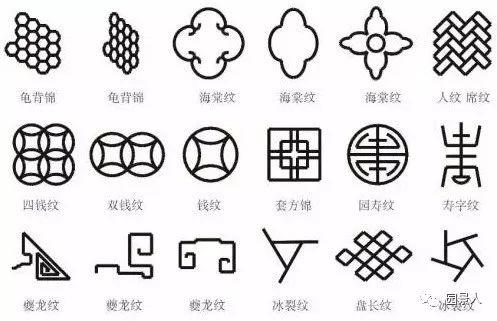 龟背锦 龟背锦 海棠纹 海棠纹 海棠纹 人纹 席纹
四钱纹 双钱纹 钱纹 套方锦 园寿纹 寿字纹
夔龙纹 夔龙纹 夔龙纹 冰裂纹 盘长纹 冰裂纹
园景人